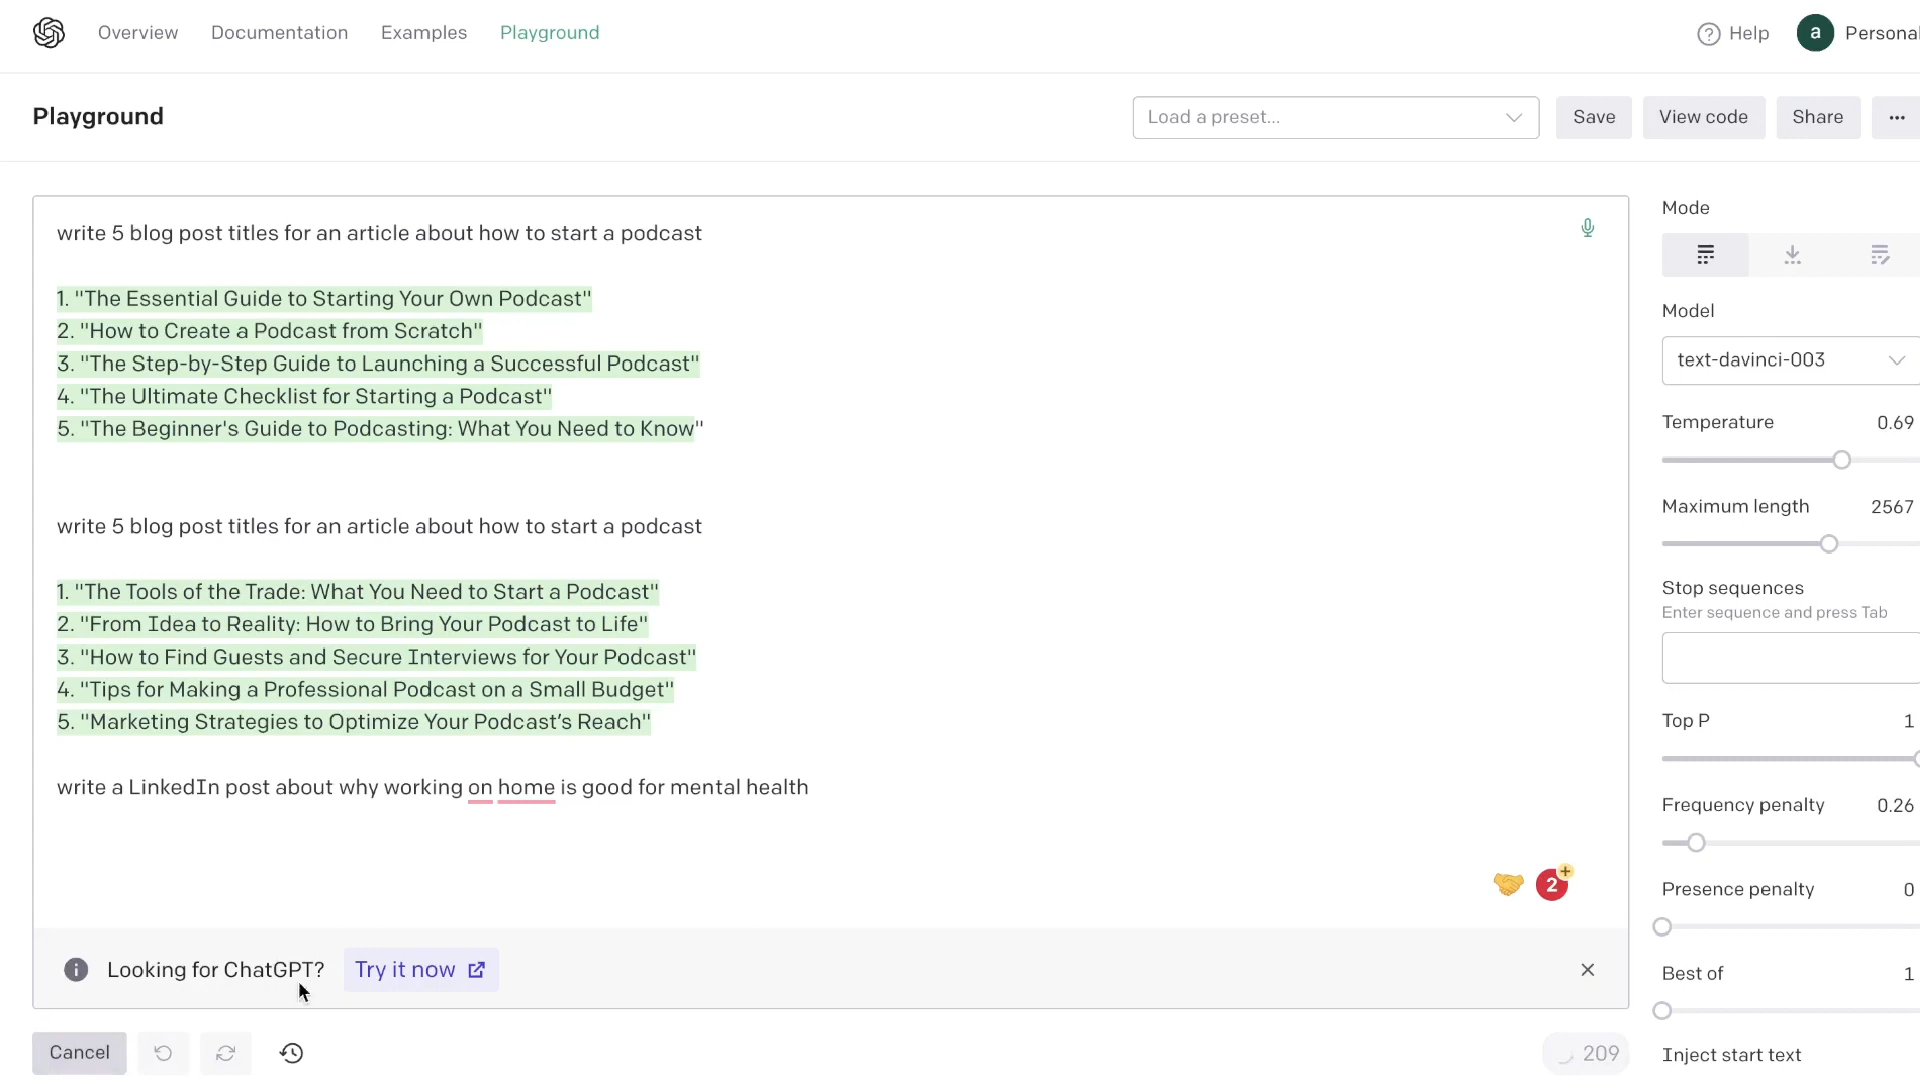 Overview Documentation Examples Playground
Help a Personal
Playground
Load a preset... Save View code Share ...
write 5 blog post titles for an article about how to start a podcast
1. "The Essential Guide to Starting Your Own Podcast"
2. "How to Create a Podcast from Scratch"
3. "The Step-by-Step Guide to Launching a Successful Podcast"
4. "The Ultimate Checklist for Starting a Podcast"
5. "The Beginner's Guide to Podcasting: What You Need to Know"
write 5 blog post titles for an article about how to start a podcast
1. "The Tools of the Trade: What You Need to Start a Podcast"
2. "From Idea to Reality: How to Bring Your Podcast to Life"
3. "How to Find Guests and Secure Interviews for Your Podcast"
4. "Tips for Making a Professional Podcast on a Small Budget"
5. "Marketing Strategies to Optimize Your Podcast’s Reach"
write a LinkedIn post about why working on home is good for mental health
2
Looking for ChatGPT? Try it now
Cancel
209
Mode
Model
text-davinci-003
Temperature 0.69
Maximum length 2567
Stop sequences
Enter sequence and press Tab
Top P 1
Frequency penalty 0.26
Presence penalty 0
Best of 1
Inject start text